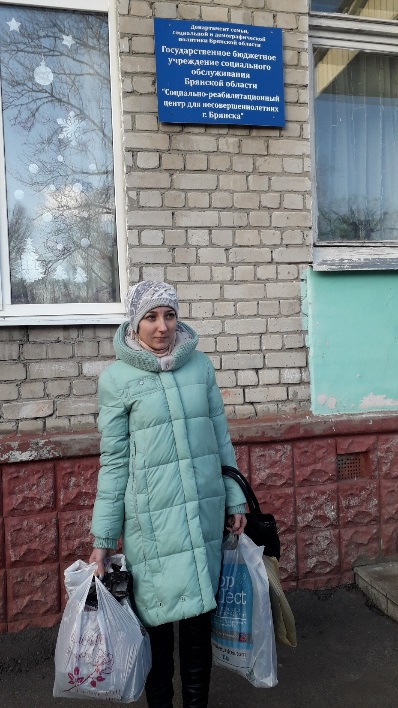 Департамент семьи,
социальной и демографической
политики Брянской области
Государственное бюджетное
учреждение социального
обслуживания
Брянской области
"Социально-реабилитационный
центр для несовершеннолетних
г. Брянска"